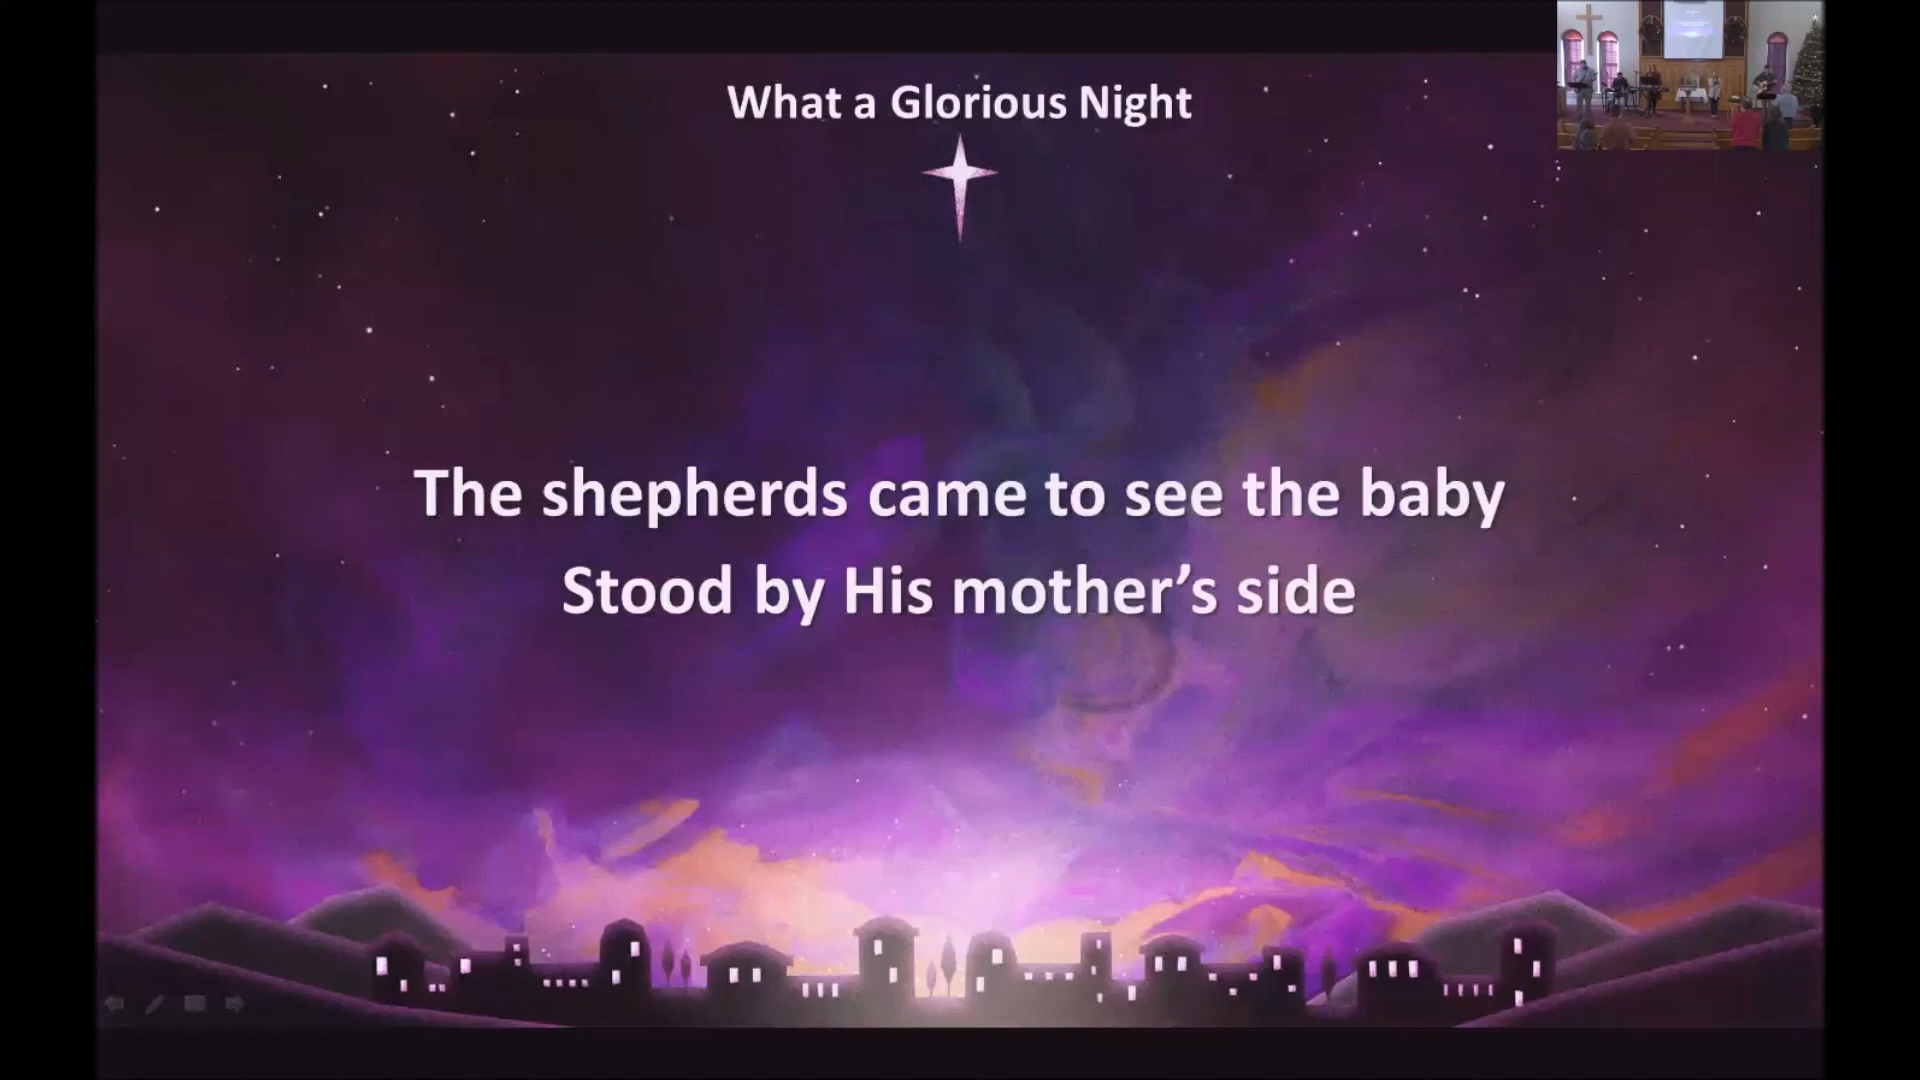 What a Glorious Night
The shepherds came to see the baby
Stood by His mother’s side